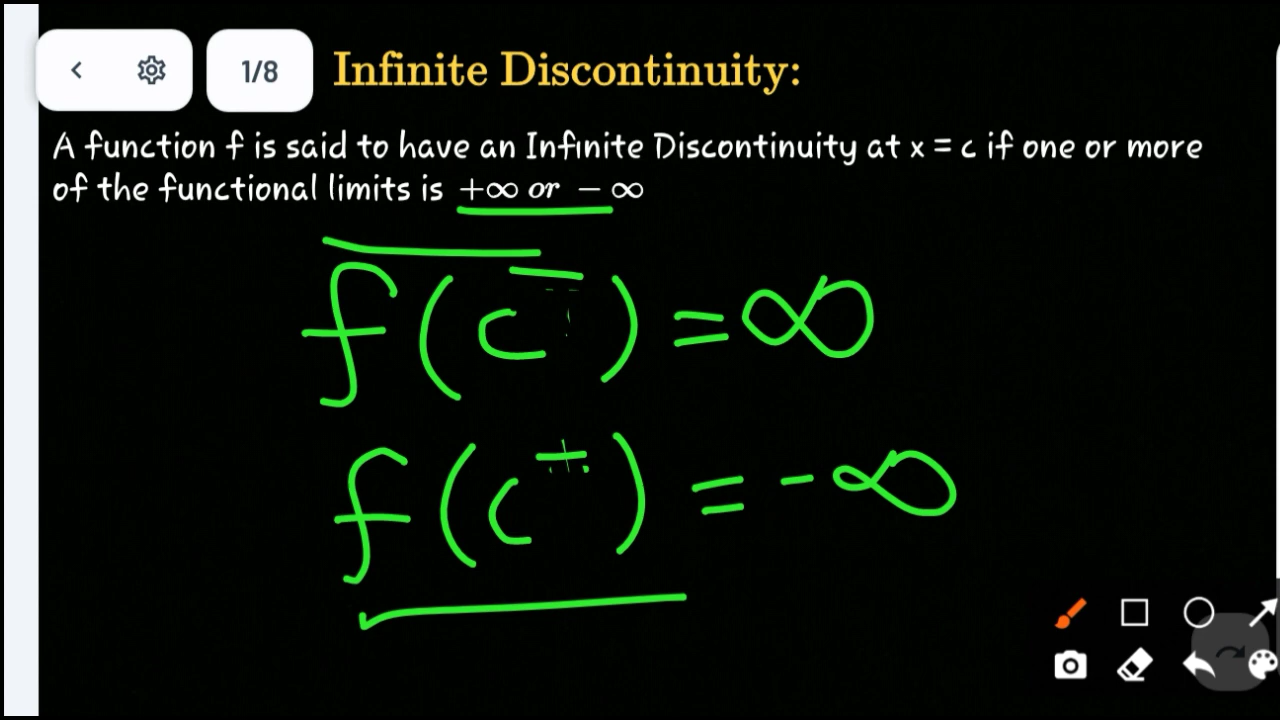 1/8
Infinite Discontinuity:
A function f is said to have an Infinite Discontinuity at x = c if one or more
of the functional limits is +∞ or − ∞
f(c⁻) = ∞
f(c⁺) = -∞